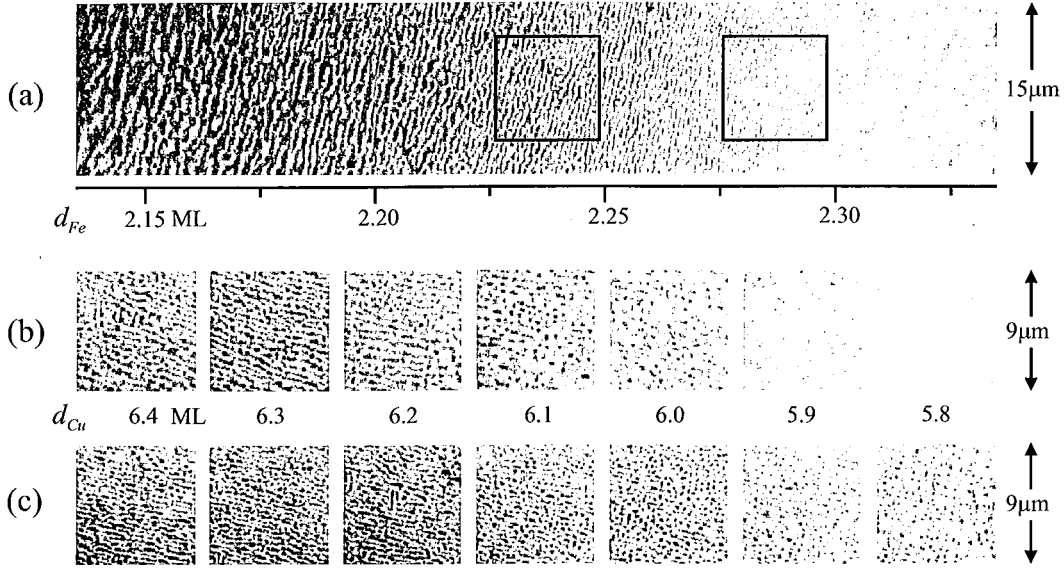 (a)
15μm
d_Fe 2.15 ML 2.20 2.25 2.30
(b)
9μm
d_Cu 6.4 ML 6.3 6.2 6.1 6.0 5.9 5.8
(c)
9μm